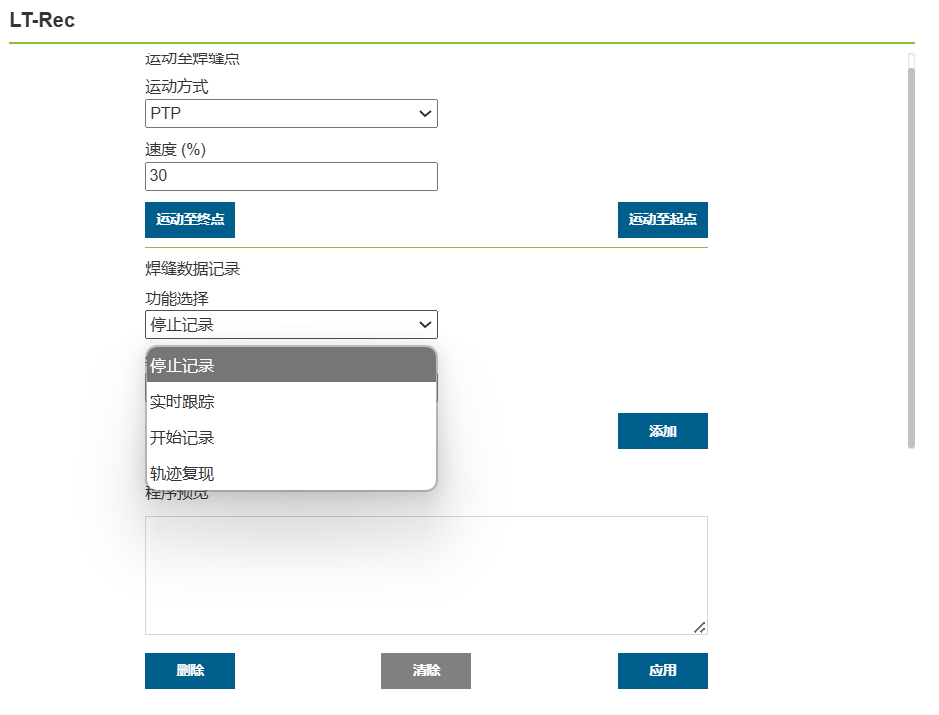 LT-Rec
运动至焊缝点
运动方式
PTP
速度 (%)
30
运动至终点
运动至起点
焊缝数据记录
功能选择
停止记录
停止记录
实时跟踪
开始记录
轨迹复现
添加
程序预览
删除
清除
应用